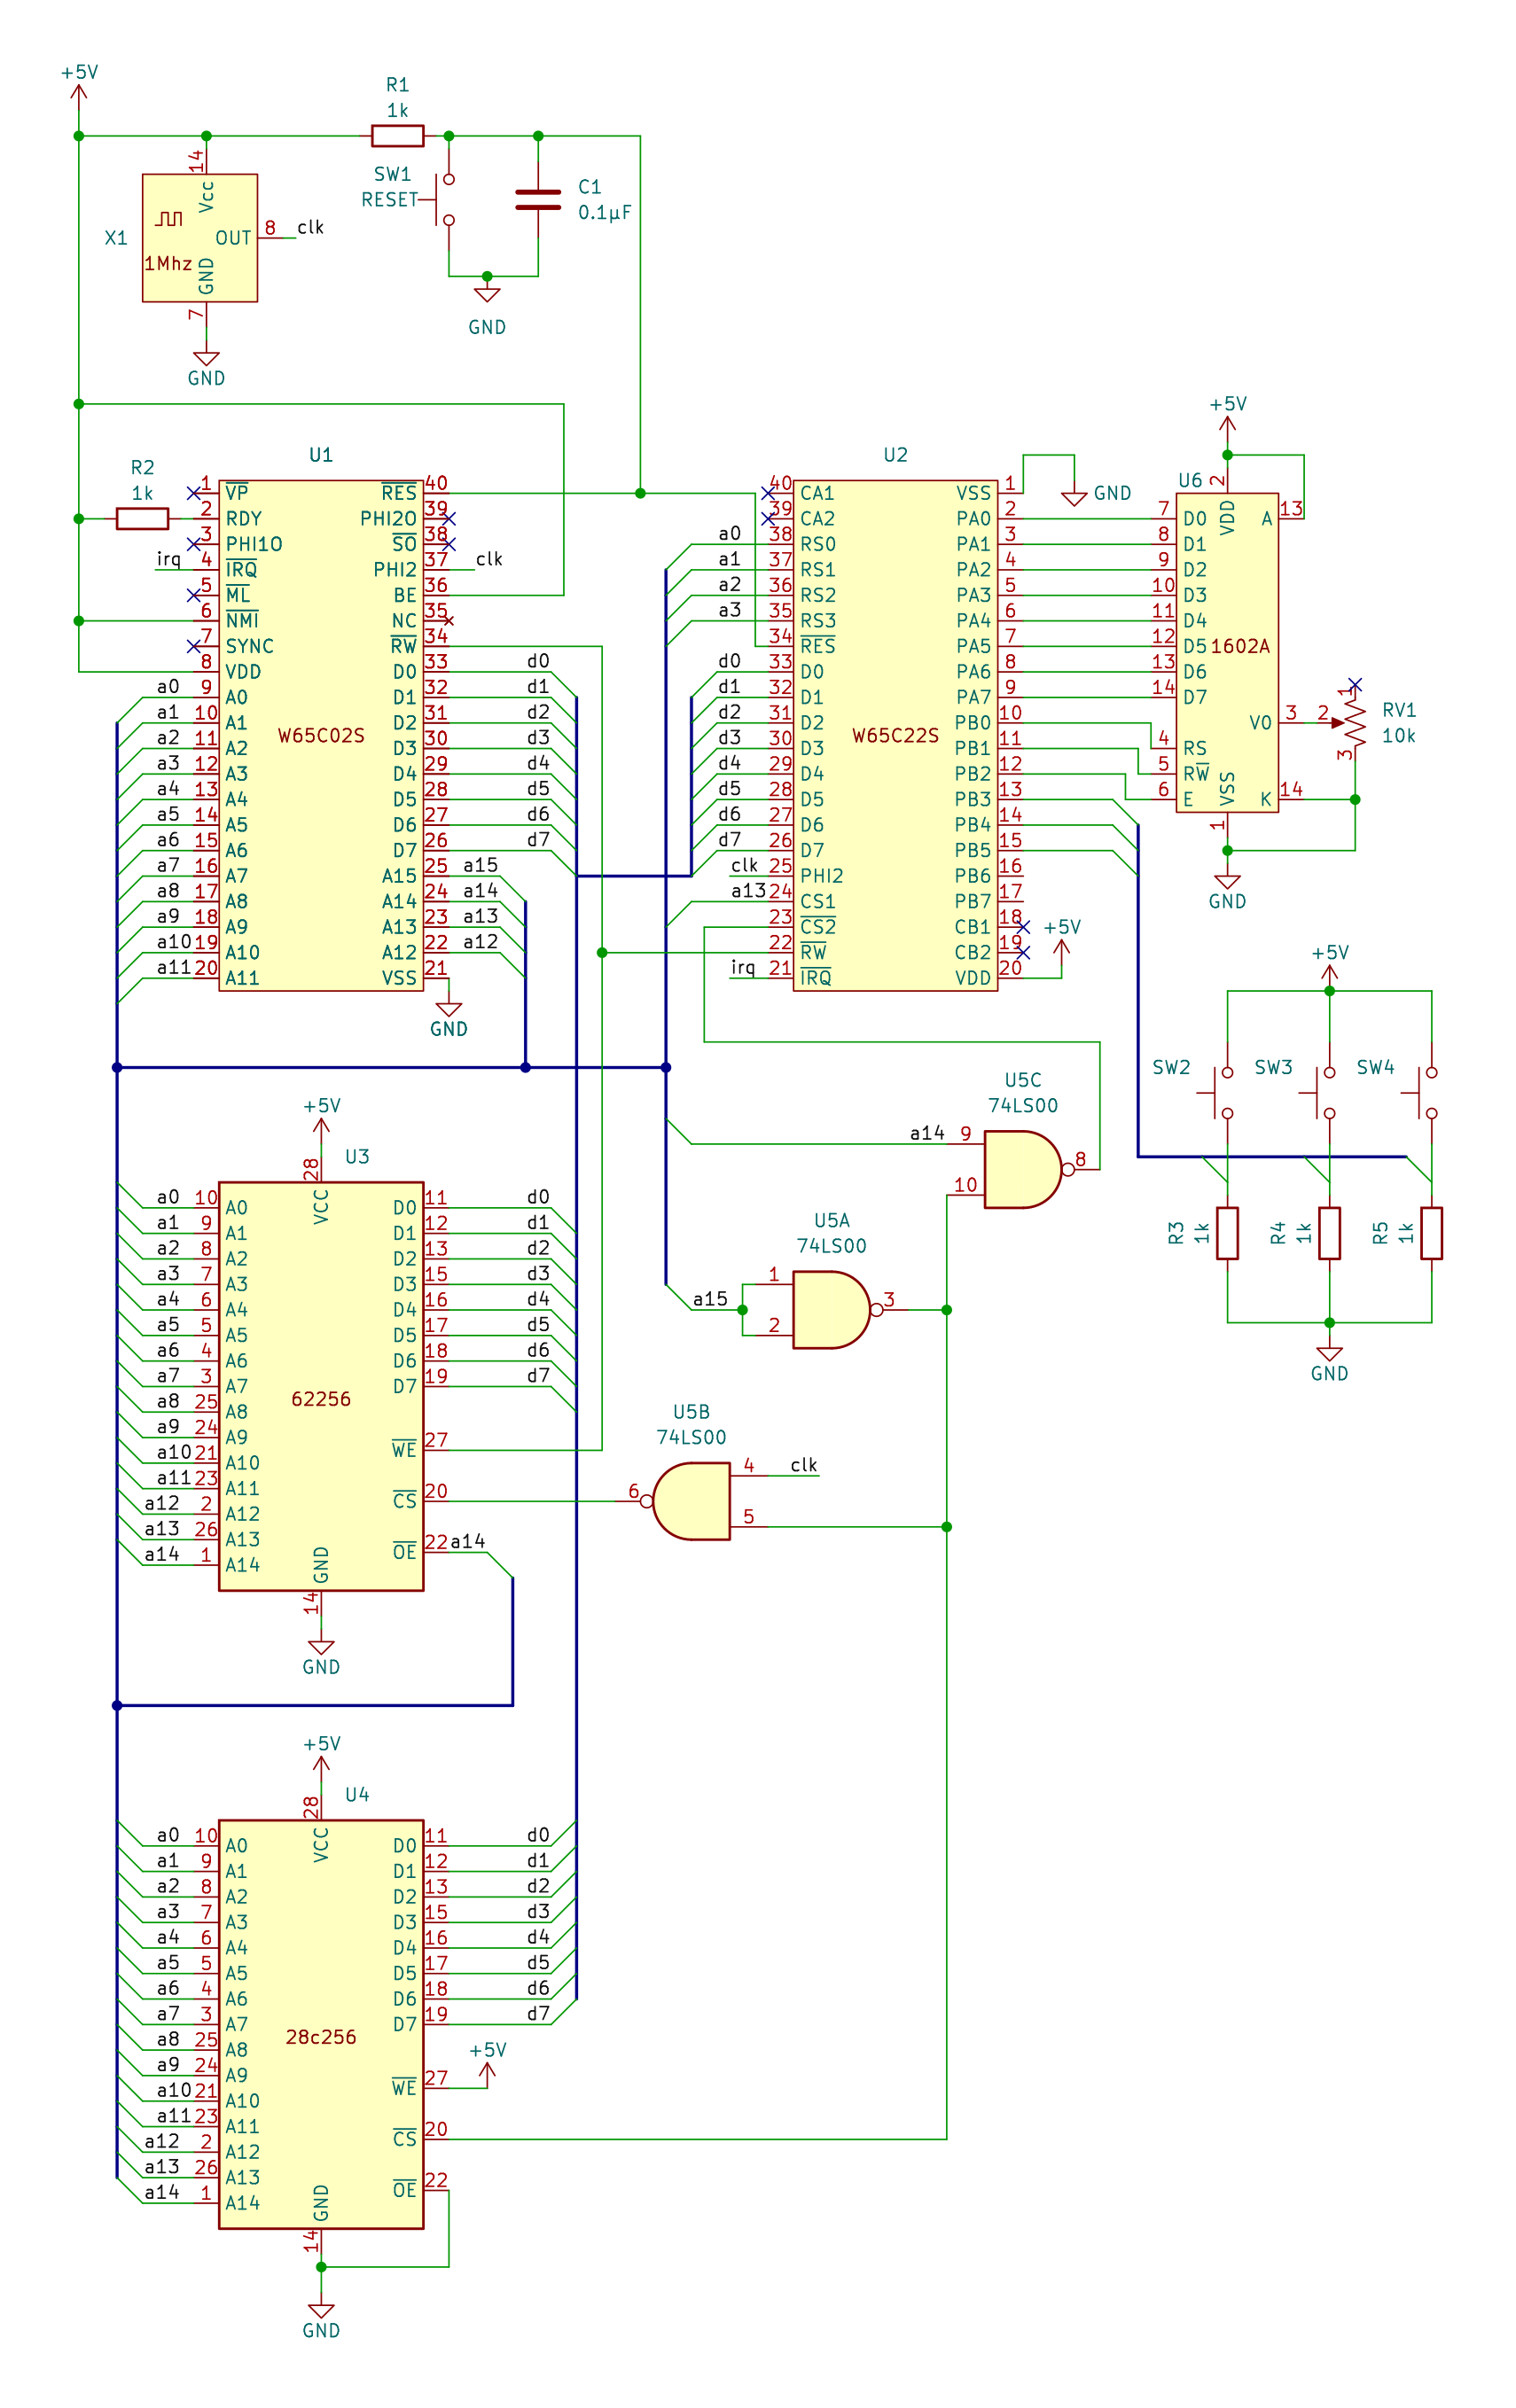 +5V
R1
1k
14
Vcc
SW1
RESET
C1
0.1µF
X1
OUT
8
clk
1Mhz
GND
7
GND
GND
+5V
R2
1k
U1
1 VP RES 40
2 RDY PHI2O 39
3 PHI1O SO 38
irq 4 IRQ PHI2 37 clk
5 ML BE 36
6 NMI NC 35
7 SYNC RW 34
8 VDD D0 33 d0
a0 9 A0 D1 32 d1
a1 10 A1 D2 31 d2
W65C02S
a2 11 A2 D3 30 d3
a3 12 A3 D4 29 d4
a4 13 A4 D5 28 d5
a5 14 A5 D6 27 d6
a6 15 A6 D7 26 d7
a7 16 A7 A15 25 a15
a8 17 A8 A14 24 a14
a9 18 A9 A13 23 a13
a10 19 A10 A12 22 a12
a11 20 A11 VSS 21
GND
U2
40 CA1 VSS 1
GND
39 CA2 PA0 2
a0 38 RS0 PA1 3
a1 37 RS1 PA2 4
a2 36 RS2 PA3 5
a3 35 RS3 PA4 6
34 RES PA5 7
d0 33 D0 PA6 8
d1 32 D1 PA7 9
d2 31 D2 PB0 10
W65C22S
d3 30 D3 PB1 11
d4 29 D4 PB2 12
d5 28 D5 PB3 13
d6 27 D6 PB4 14
d7 26 D7 PB5 15
clk 25 PHI2 PB6 16
a13 24 CS1 PB7 17
23 CS2 CB1 18
22 RW CB2 19
irq 21 IRQ VDD 20
+5V
U6
2
VDD
7 D0 A 13
8 D1
9 D2
10 D3
11 D4
12 D5 1602A
13 D6
14 D7
V0 3
4 RS
5 RW
6 E K 14
VSS
1
GND
1
2
3
RV1
10k
+5V
SW2
SW3
SW4
R3
1k
R4
1k
R5
1k
GND
U5C
74LS00
a14 9
10
8
U5A
74LS00
a15 1
2
3
U5B
74LS00
clk 4
5
6
+5V
28
VCC
U3
a0 10 A0 D0 11 d0
a1 9 A1 D1 12 d1
a2 8 A2 D2 13 d2
a3 7 A3 D3 15 d3
a4 6 A4 D4 16 d4
a5 5 A5 D5 17 d5
a6 4 A6 D6 18 d6
a7 3 A7 D7 19 d7
62256
a8 25 A8
a9 24 A9
WE 27
a10 21 A10
a11 23 A11
CS 20
a12 2 A12
a13 26 A13
OE 22 a14
a14 1 A14
GND
14
GND
+5V
28
VCC
U4
a0 10 A0 D0 11 d0
a1 9 A1 D1 12 d1
a2 8 A2 D2 13 d2
a3 7 A3 D3 15 d3
a4 6 A4 D4 16 d4
a5 5 A5 D5 17 d5
a6 4 A6 D6 18 d6
a7 3 A7 D7 19 d7
28c256
a8 25 A8
a9 24 A9
WE 27
+5V
a10 21 A10
a11 23 A11
CS 20
a12 2 A12
a13 26 A13
OE 22
a14 1 A14
GND
14
GND